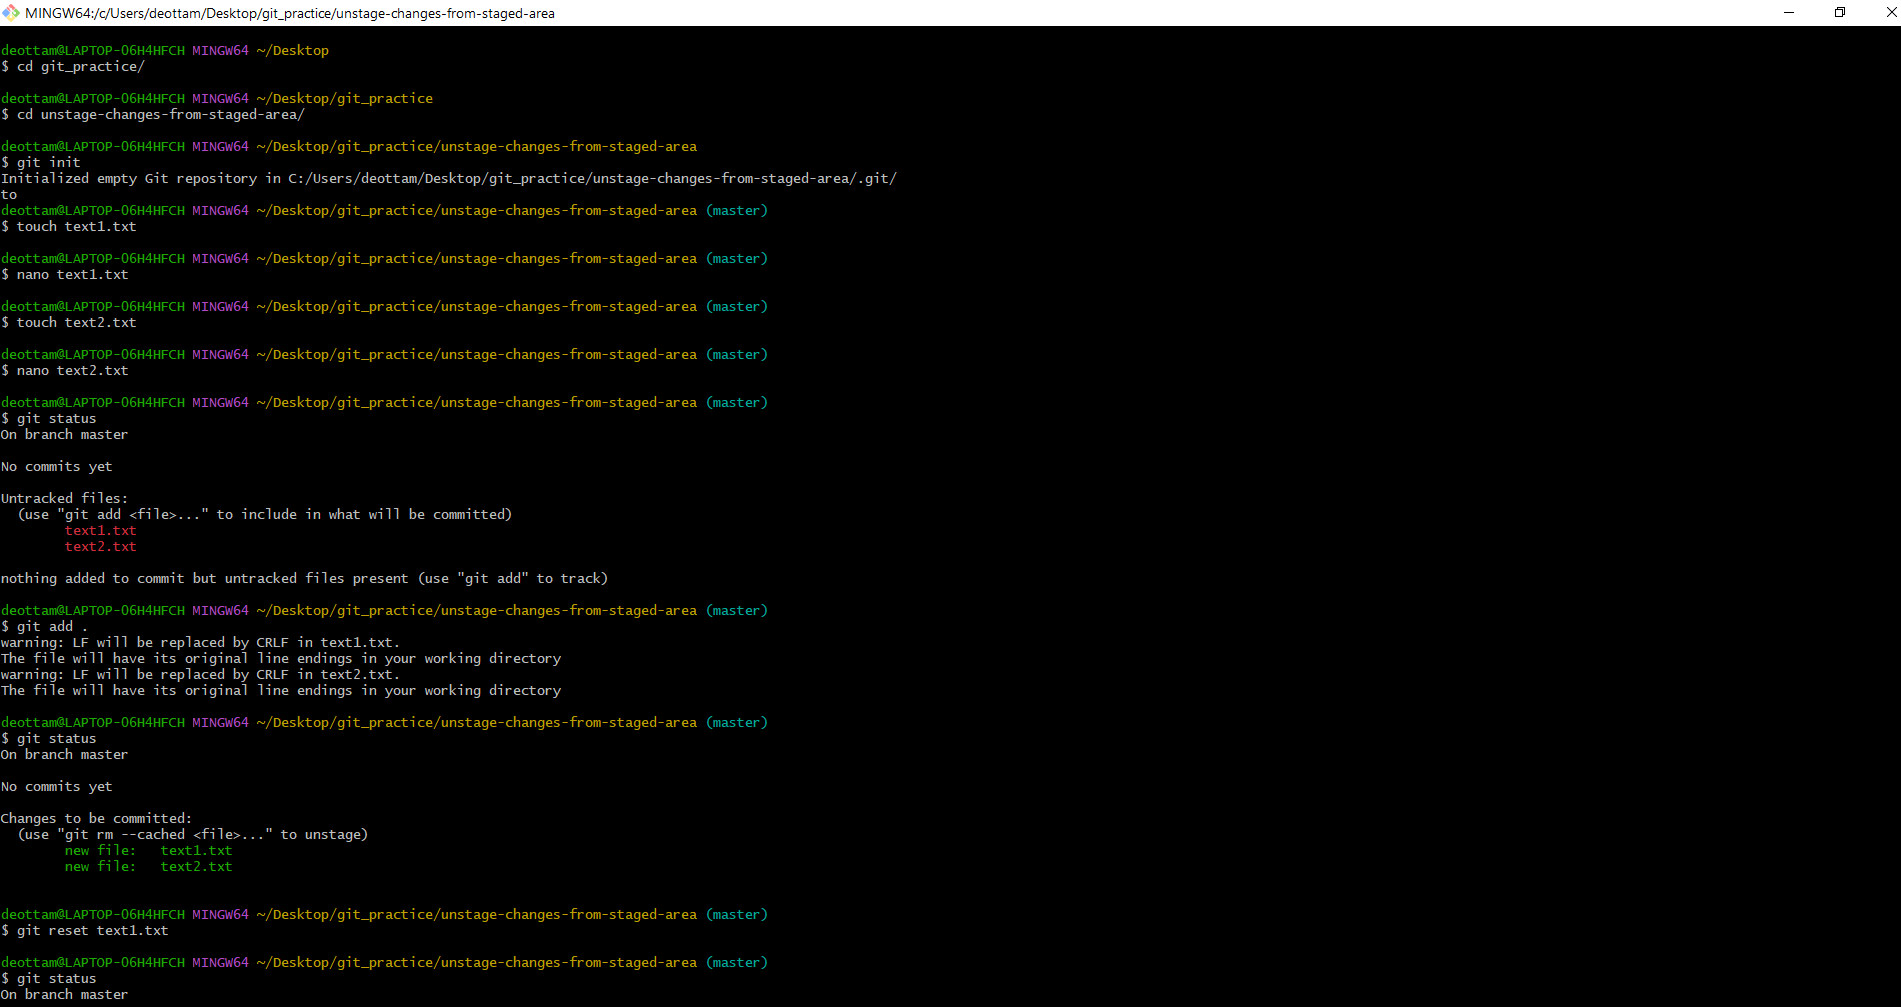 MINGW64:/c/Users/deottam/Desktop/git_practice/unstage-changes-from-staged-area
deottam@LAPTOP-O6H4HFCH MINGW64 ~/Desktop
$ cd git_practice/
deottam@LAPTOP-O6H4HFCH MINGW64 ~/Desktop/git_practice
$ cd unstage-changes-from-staged-area/
deottam@LAPTOP-O6H4HFCH MINGW64 ~/Desktop/git_practice/unstage-changes-from-staged-area
$ git init
Initialized empty Git repository in C:/Users/deottam/Desktop/git_practice/unstage-changes-from-staged-area/.git/
to
deottam@LAPTOP-O6H4HFCH MINGW64 ~/Desktop/git_practice/unstage-changes-from-staged-area (master)
$ touch text1.txt
deottam@LAPTOP-O6H4HFCH MINGW64 ~/Desktop/git_practice/unstage-changes-from-staged-area (master)
$ nano text1.txt
deottam@LAPTOP-O6H4HFCH MINGW64 ~/Desktop/git_practice/unstage-changes-from-staged-area (master)
$ touch text2.txt
deottam@LAPTOP-O6H4HFCH MINGW64 ~/Desktop/git_practice/unstage-changes-from-staged-area (master)
$ nano text2.txt
deottam@LAPTOP-O6H4HFCH MINGW64 ~/Desktop/git_practice/unstage-changes-from-staged-area (master)
$ git status
On branch master
No commits yet
Untracked files:
  (use "git add <file>..." to include in what will be committed)
        text1.txt
        text2.txt
nothing added to commit but untracked files present (use "git add" to track)
deottam@LAPTOP-O6H4HFCH MINGW64 ~/Desktop/git_practice/unstage-changes-from-staged-area (master)
$ git add .
warning: LF will be replaced by CRLF in text1.txt.
The file will have its original line endings in your working directory
warning: LF will be replaced by CRLF in text2.txt.
The file will have its original line endings in your working directory
deottam@LAPTOP-O6H4HFCH MINGW64 ~/Desktop/git_practice/unstage-changes-from-staged-area (master)
$ git status
On branch master
No commits yet
Changes to be committed:
  (use "git rm --cached <file>..." to unstage)
        new file:   text1.txt
        new file:   text2.txt
deottam@LAPTOP-O6H4HFCH MINGW64 ~/Desktop/git_practice/unstage-changes-from-staged-area (master)
$ git reset text1.txt
deottam@LAPTOP-O6H4HFCH MINGW64 ~/Desktop/git_practice/unstage-changes-from-staged-area (master)
$ git status
On branch master